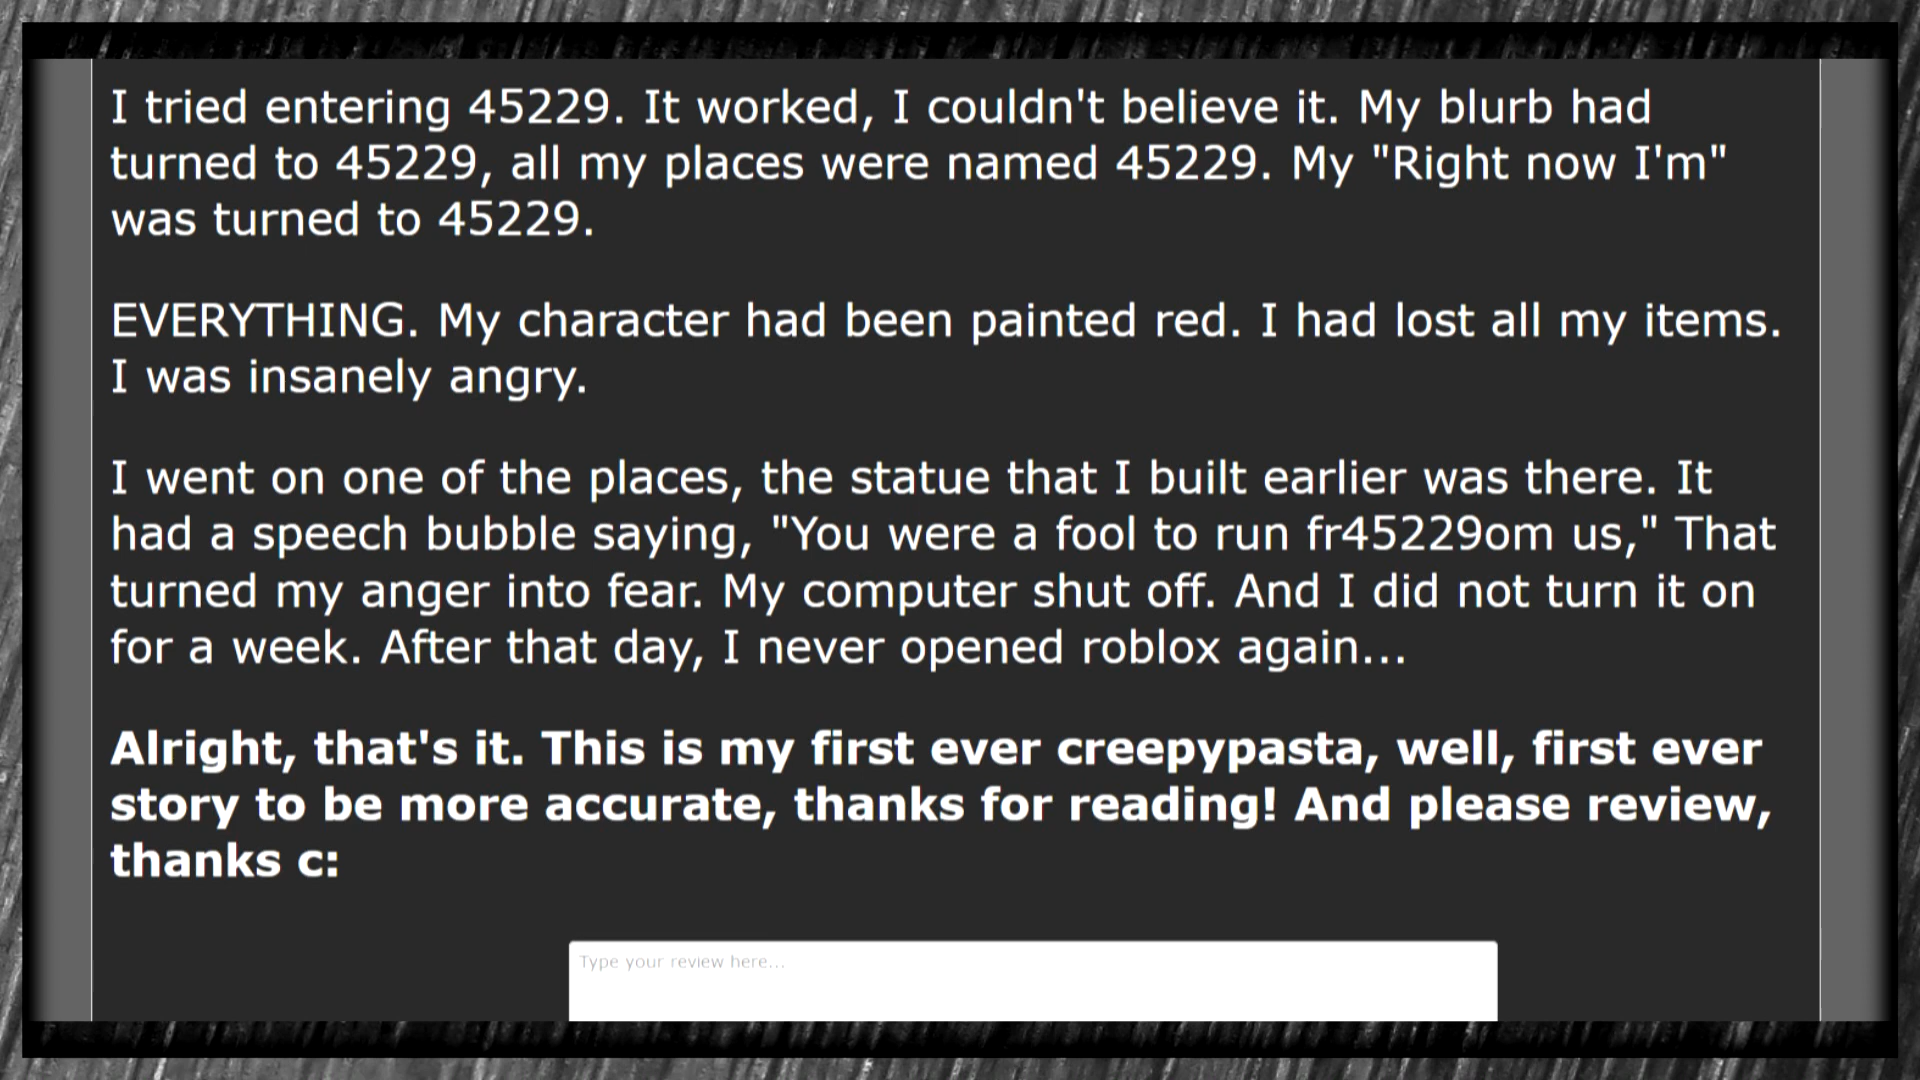 I tried entering 45229. It worked, I couldn't believe it. My blurb had
turned to 45229, all my places were named 45229. My "Right now I'm"
was turned to 45229.
EVERYTHING. My character had been painted red. I had lost all my items.
I was insanely angry.
I went on one of the places, the statue that I built earlier was there. It
had a speech bubble saying, "You were a fool to run fr45229om us," That
turned my anger into fear. My computer shut off. And I did not turn it on
for a week. After that day, I never opened roblox again...
Alright, that's it. This is my first ever creepypasta, well, first ever
story to be more accurate, thanks for reading! And please review,
thanks c:
Type your review here...